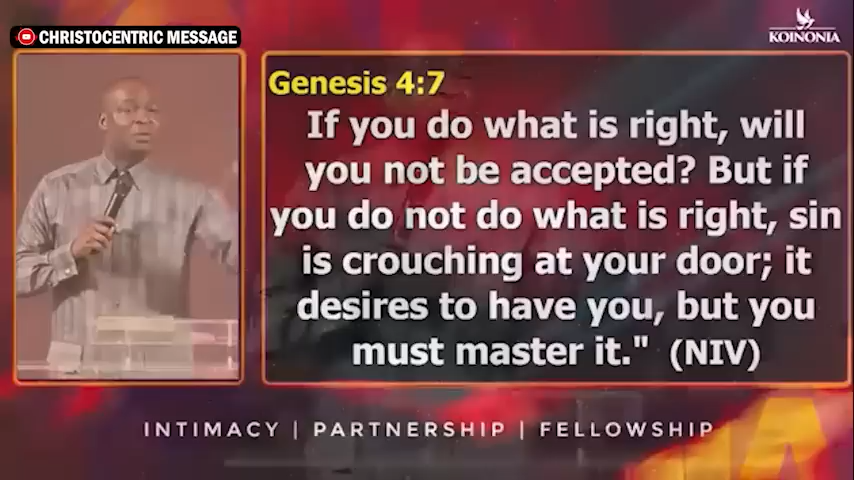 CHRISTOCENTRIC MESSAGE
KOINONIA
Genesis 4:7
If you do what is right, will
you not be accepted? But if
you do not do what is right, sin
is crouching at your door; it
desires to have you, but you
must master it." (NIV)
INTIMACY | PARTNERSHIP | FELLOWSHIP